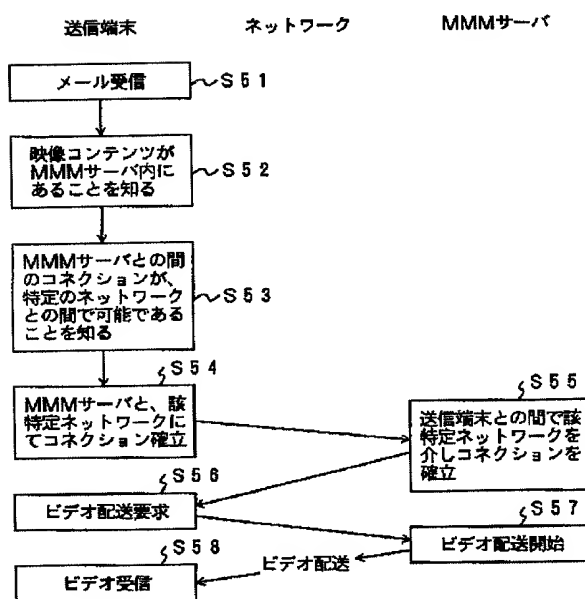 送信端末 ネットワーク MMMサーバ
メール受信 S51
映像コンテンツが
MMMサーバ内に
あることを知る
S52
MMMサーバとの間
のコネクションが、
特定のネットワーク
との間で可能である
ことを知る
S53
S54
MMMサーバと、該
特定ネットワークに
てコネクション確立
S55
送信端末との間で該
特定ネットワークを
介しコネクションを
確立
S56
ビデオ配送要求
S57
ビデオ配送開始
ビデオ配送
S58
ビデオ受信